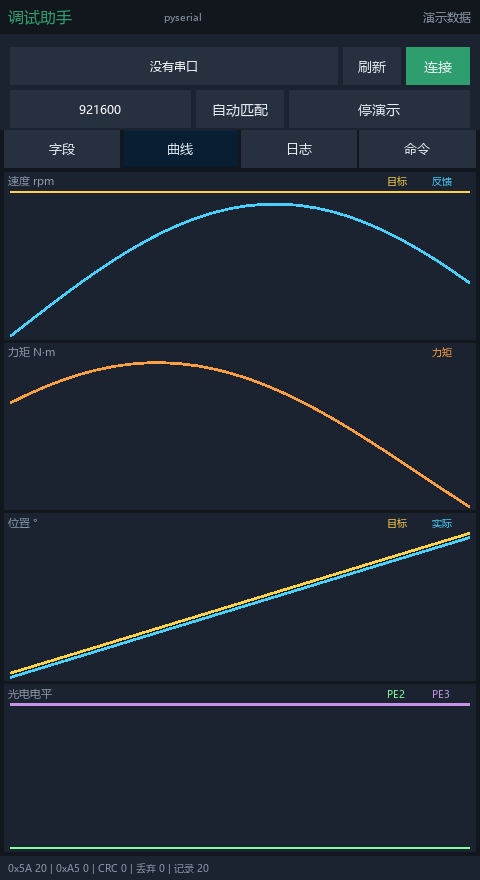 调试助手 pyserial 演示数据
没有串口 刷新 连接
921600 自动匹配 停演示
字段 曲线 日志 命令
速度 rpm 目标 反馈
力矩 N·m 力矩
位置 ° 目标 实际
光电电平 PE2 PE3
0x5A 20 | 0xA5 0 | CRC 0 | 丢弃 0 | 记录 20